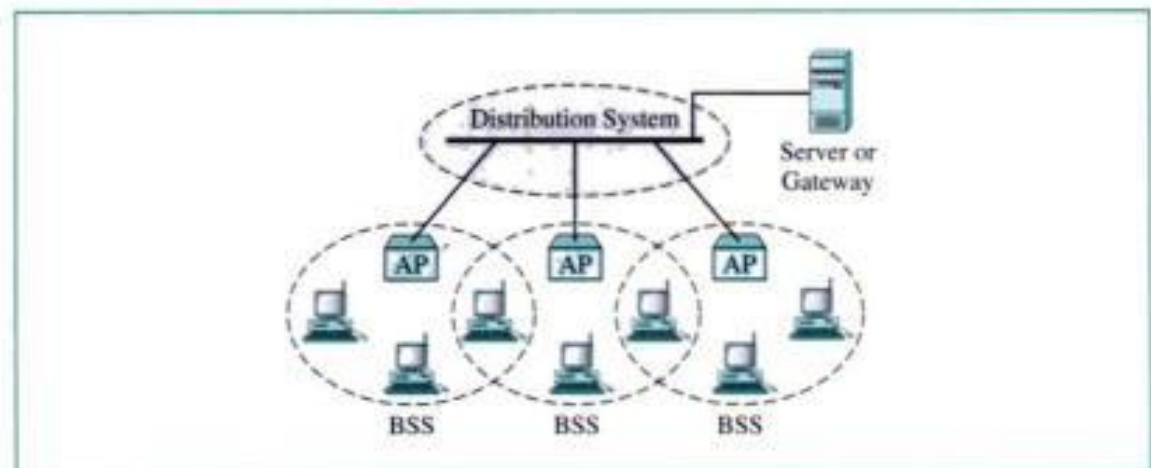 Distribution System
Server or
Gateway
AP
AP
AP
BSS
BSS
BSS